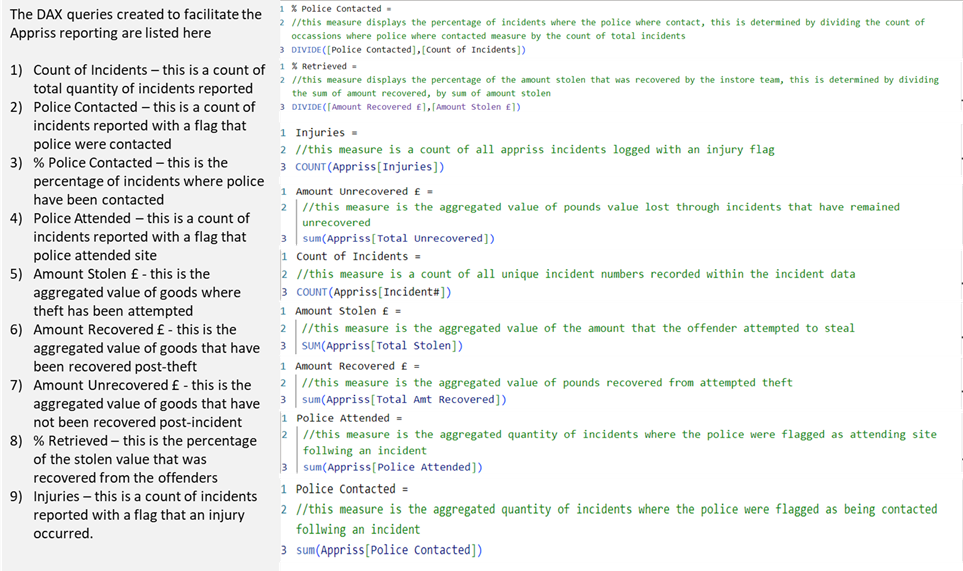 The DAX queries created to facilitate the
Appriss reporting are listed here
1) Count of Incidents – this is a count of
total quantity of incidents reported
2) Police Contacted – this is a count of
incidents reported with a flag that
police were contacted
3) % Police Contacted – this is the
percentage of incidents where police
have been contacted
4) Police Attended – this is a count of
incidents reported with a flag that
police attended site
5) Amount Stolen £ - this is the
aggregated value of goods where
theft has been attempted
6) Amount Recovered £ - this is the
aggregated value of goods that have
been recovered post-theft
7) Amount Unrecovered £ - this is the
aggregated value of goods that have
not been recovered post-incident
8) % Retrieved – this is the percentage
of the stolen value that was
recovered from the offenders
9) Injuries – this is a count of incidents
reported with a flag that an injury
occurred.
1 % Police Contacted =
2 //this measure displays the percentage of incidents where the police where contact, this is determined by dividing the count of
occassions where police where contacted measure by the count of total incidents
3 DIVIDE([Police Contacted],[Count of Incidents])
1 % Retrieved =
2 //this measure displays the percentage of the amount stolen that was recovered by the instore team, this is determined by dividing
the sum of amount recovered, by sum of amount stolen
3 DIVIDE([Amount Recovered £],[Amount Stolen £])
1 Injuries =
2 //this measure is a count of all appriss incidents logged with an injury flag
3 COUNT(Appriss[Injuries])
1 Amount Unrecovered £ =
2 //this measure is the aggregated value of pounds value lost through incidents that have remained
unrecovered
3 sum(Appriss[Total Unrecovered])
1 Count of Incidents =
2 //this measure is a count of all unique incident numbers recorded within the incident data
3 COUNT(Appriss[Incident#])
1 Amount Stolen £ =
2 //this measure is the aggregated value of the amount that the offender attempted to steal
3 SUM(Appriss[Total Stolen])
1 Amount Recovered £ =
2 //this measure is the aggregated value of pounds recovered from attempted theft
3 sum(Appriss[Total Amt Recovered])
1 Police Attended =
2 //this measure is the aggregated quantity of incidents where the police were flagged as attending site
follwing an incident
3 sum(Appriss[Police Attended])
1 Police Contacted =
2 //this measure is the aggregated quantity of incidents where the police were flagged as being contacted
follwing an incident
3 sum(Appriss[Police Contacted])